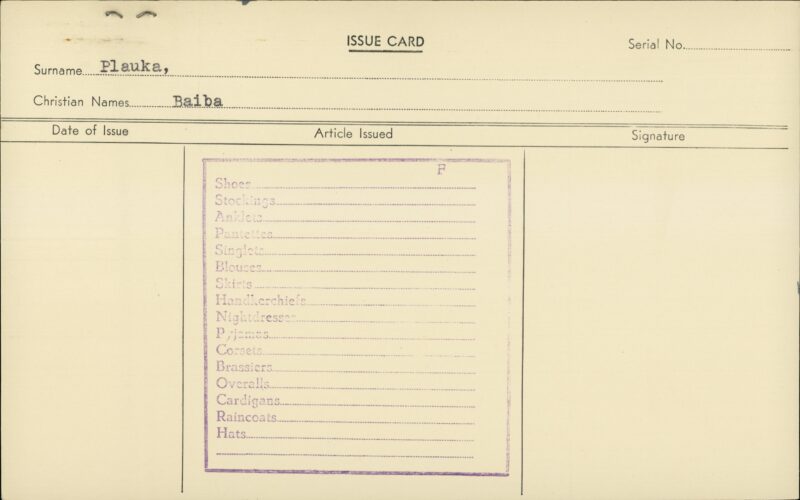 ISSUE CARD
Serial No.
Surname Plauka,
Christian Names Baiba
Date of Issue Article Issued Signature
F
Shoes
Stockings
Anklets
Pantettes
Singlets
Blouses
Skirts
Handkerchiefs
Nightdresses
Pyjamas
Corsets
Brassiers
Overalls
Cardigans
Raincoats
Hats